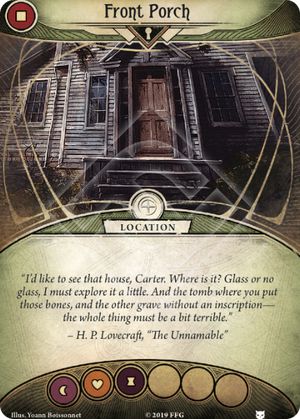 Front Porch
LOCATION
“I’d like to see that house, Carter. Where is it? Glass or no
glass, I must explore it a little. And the tomb where you put
those bones, and the other grave without an inscription—
the whole thing must be a bit terrible.”
– H. P. Lovecraft, “The Unnamable”
Illus. Yoann Boissonnet
© 2019 FFG